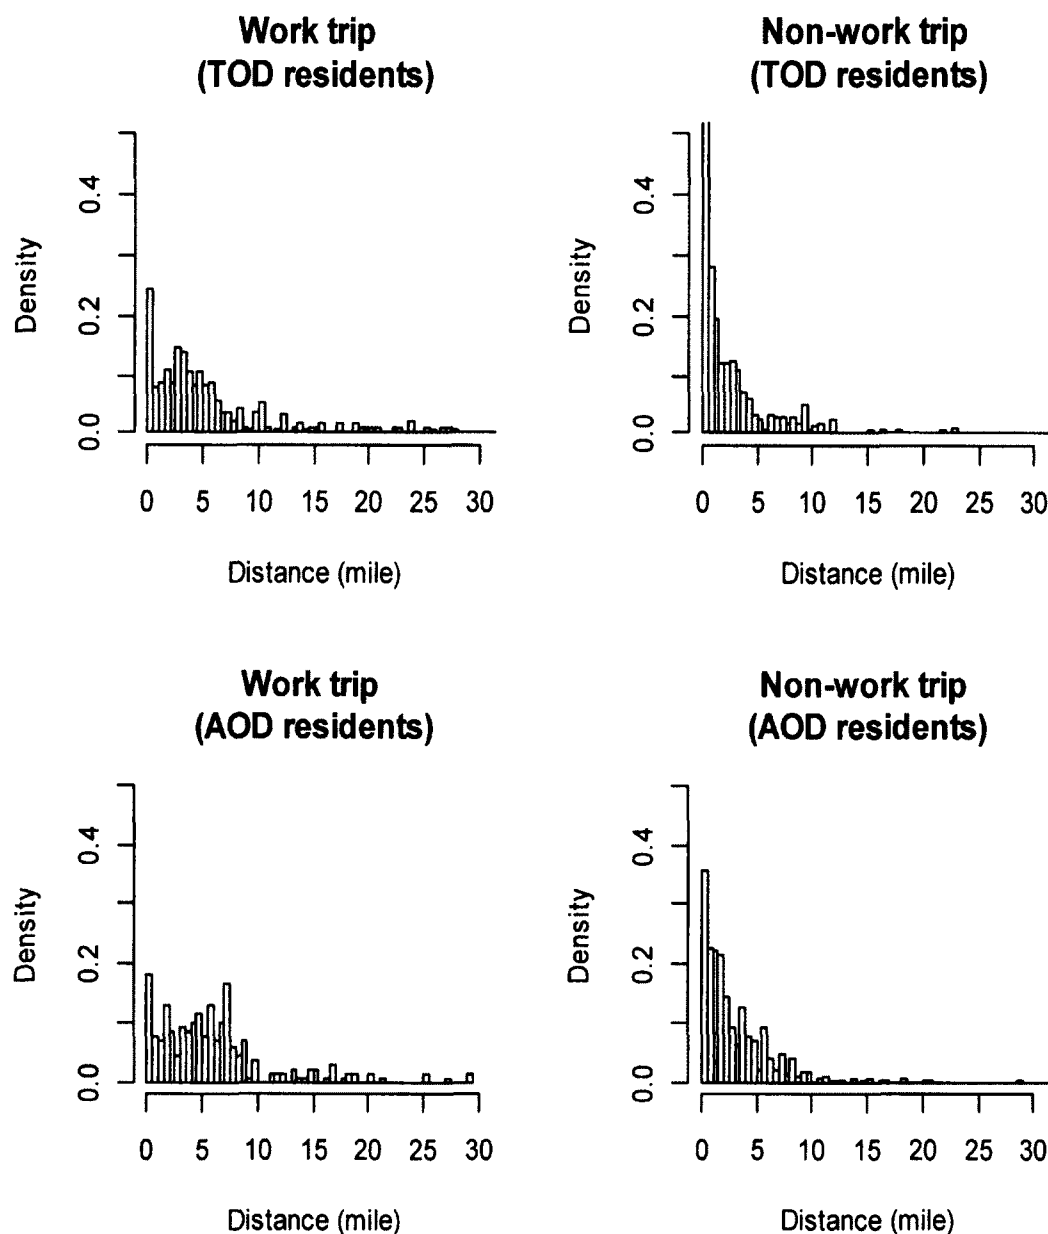 Work trip
(TOD residents)
Density
0.0 0.2 0.4
0 5 10 15 20 25 30
Distance (mile)
Non-work trip
(TOD residents)
Density
0.0 0.2 0.4
0 5 10 15 20 25 30
Distance (mile)
Work trip
(AOD residents)
Density
0.0 0.2 0.4
0 5 10 15 20 25 30
Distance (mile)
Non-work trip
(AOD residents)
Density
0.0 0.2 0.4
0 5 10 15 20 25 30
Distance (mile)